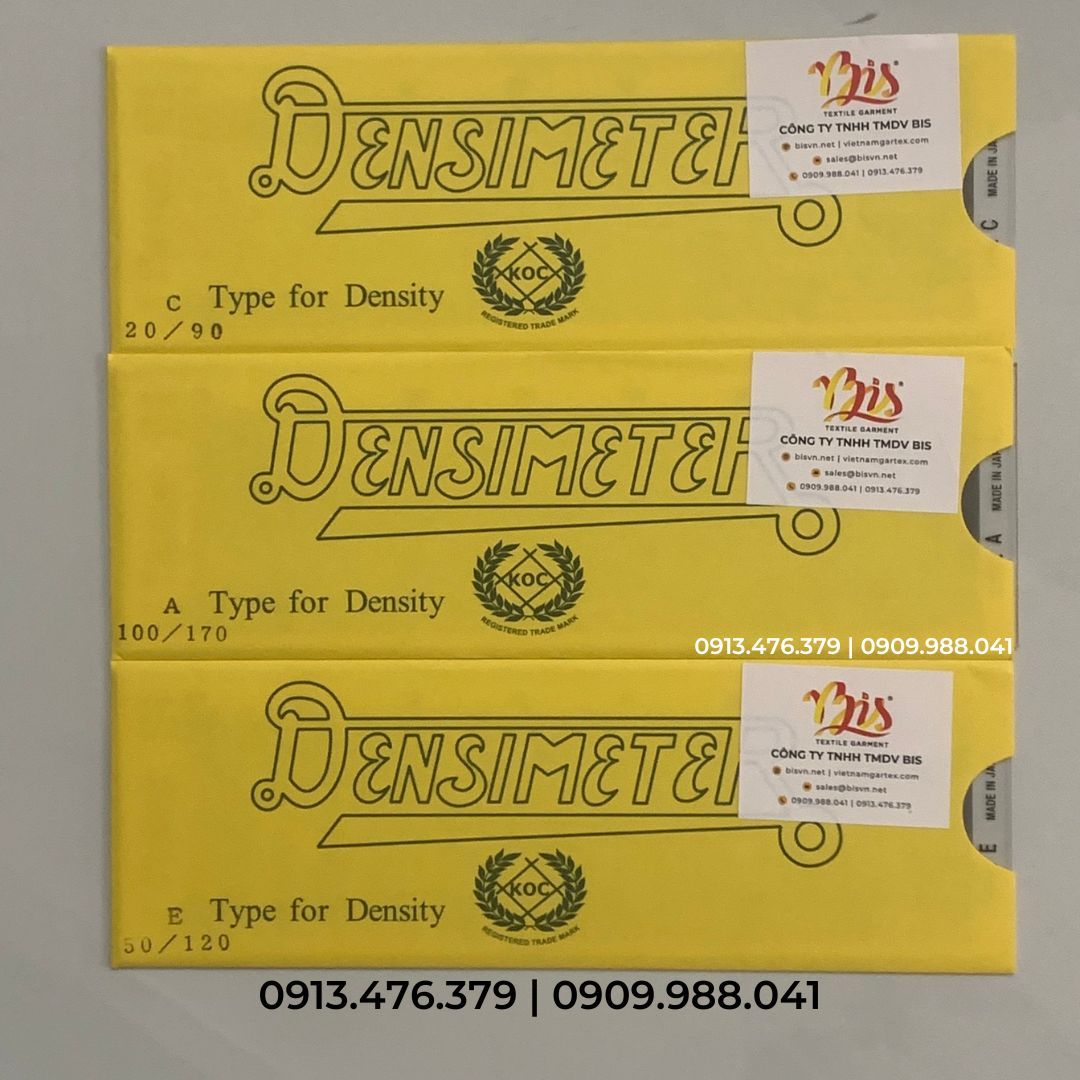 DENSIMETER
Bis
TEXTILE GARMENT
CÔNG TY TNHH TMDV BIS
bisvn.net | vietnamgartex.com
sales@bisvn.net
0909.988.041 | 0913.476.379
MADE IN JA
C
KOC
REGISTERED TRADE MARK
C Type for Density
20/90
DENSIMETER
Bis
TEXTILE GARMENT
CÔNG TY TNHH TMDV BIS
bisvn.net | vietnamgartex.com
sales@bisvn.net
0909.988.041 | 0913.476.379
MADE IN JAP
A
KOC
REGISTERED TRADE MARK
A Type for Density
100/170
0913.476.379 | 0909.988.041
DENSIMETER
Bis
TEXTILE GARMENT
CÔNG TY TNHH TMDV BIS
bisvn.net | vietnamgartex.com
sales@bisvn.net
0909.988.041 | 0913.476.379
MADE IN JA
E
KOC
REGISTERED TRADE MARK
E Type for Density
50/120
0913.476.379 | 0909.988.041